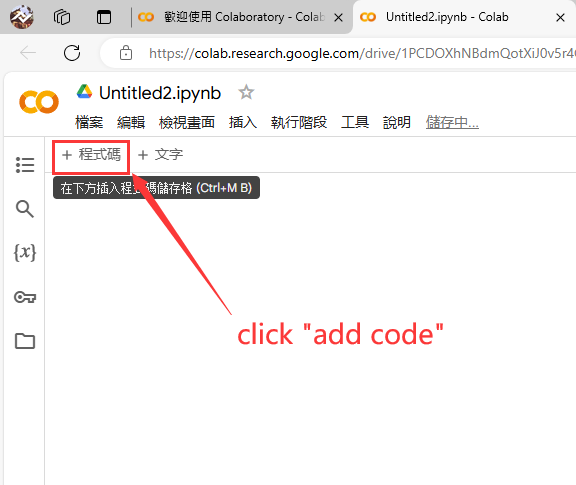 歡迎使用 Colaboratory - Colab
Untitled2.ipynb - Colab
https://colab.research.google.com/drive/1PCDOXhNBdmQotXiJ0v5r4
Untitled2.ipynb
檔案 編輯 檢視畫面 插入 執行階段 工具 說明 儲存中...
+ 程式碼 + 文字
在下方插入程式碼儲存格 (Ctrl+M B)
{x}
click "add code"